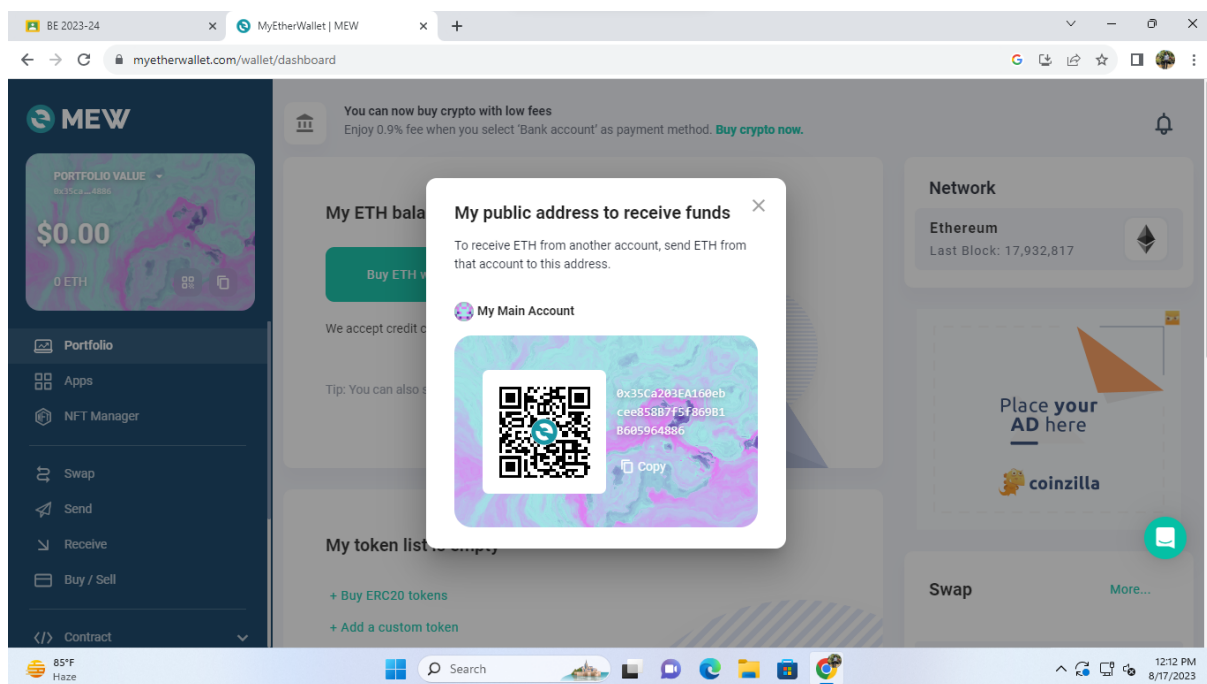 BE 2023-24
MyEtherWallet | MEW
myetherwallet.com/wallet/dashboard
MEW
PORTFOLIO VALUE
0x35Ca...4886
$0.00
0 ETH
Portfolio
Apps
NFT Manager
Swap
Send
Receive
Buy / Sell
Contract
You can now buy crypto with low fees
Enjoy 0.9% fee when you select 'Bank account' as payment method. Buy crypto now.
My ETH bala
Buy ETH w
We accept credit c
Tip: You can also s
My public address to receive funds
To receive ETH from another account, send ETH from
that account to this address.
My Main Account
0x35Ca203EA160eb
cee858B7f5f869B1
B605964886
Copy
My token list is empty
+ Buy ERC20 tokens
+ Add a custom token
Network
Ethereum
Last Block: 17,932,817
Place your
AD here
coinzilla
Swap
More...
85°F
Haze
Search
12:12 PM
8/17/2023